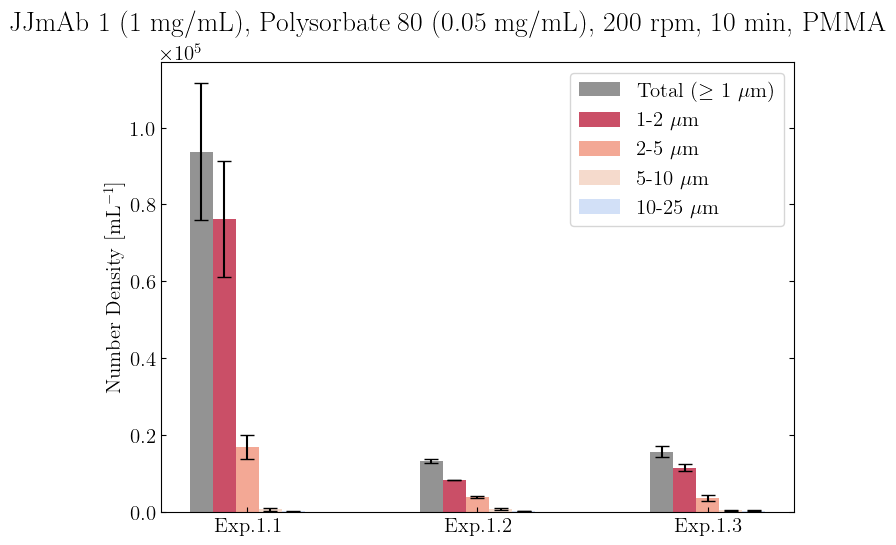 JJmAb 1 (1 mg/mL), Polysorbate 80 (0.05 mg/mL), 200 rpm, 10 min, PMMA
×10⁵
Total (≥ 1 μm)
1-2 μm
2-5 μm
5-10 μm
10-25 μm
Number Density [mL⁻¹]
1.0
0.8
0.6
0.4
0.2
0.0
Exp.1.1 Exp.1.2 Exp.1.3